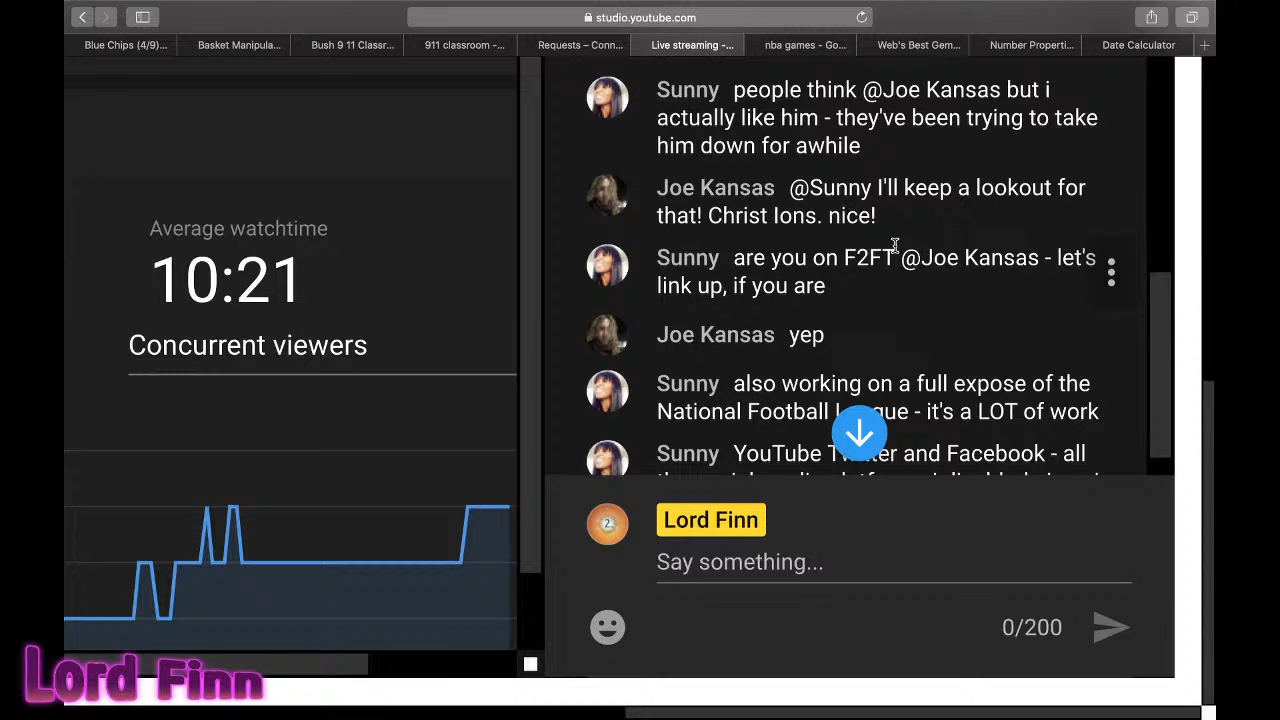 studio.youtube.com
Blue Chips (4/9)...
Basket Manipula...
Bush 9 11 Classr...
911 classroom -...
Requests – Conn...
Live streaming -...
nba games - Go...
Web's Best Gem...
Number Properti...
Date Calculator
Average watchtime
10:21
Concurrent viewers
Sunny people think @Joe Kansas but i
actually like him - they've been trying to take
him down for awhile
Joe Kansas @Sunny I'll keep a lookout for
that! Christ Ions. nice!
Sunny are you on F2FT @Joe Kansas - let's
link up, if you are
Joe Kansas yep
Sunny also working on a full expose of the
National Football League - it's a LOT of work
Sunny YouTube Twitter and Facebook - all
Lord Finn
Say something...
0/200
Lord Finn